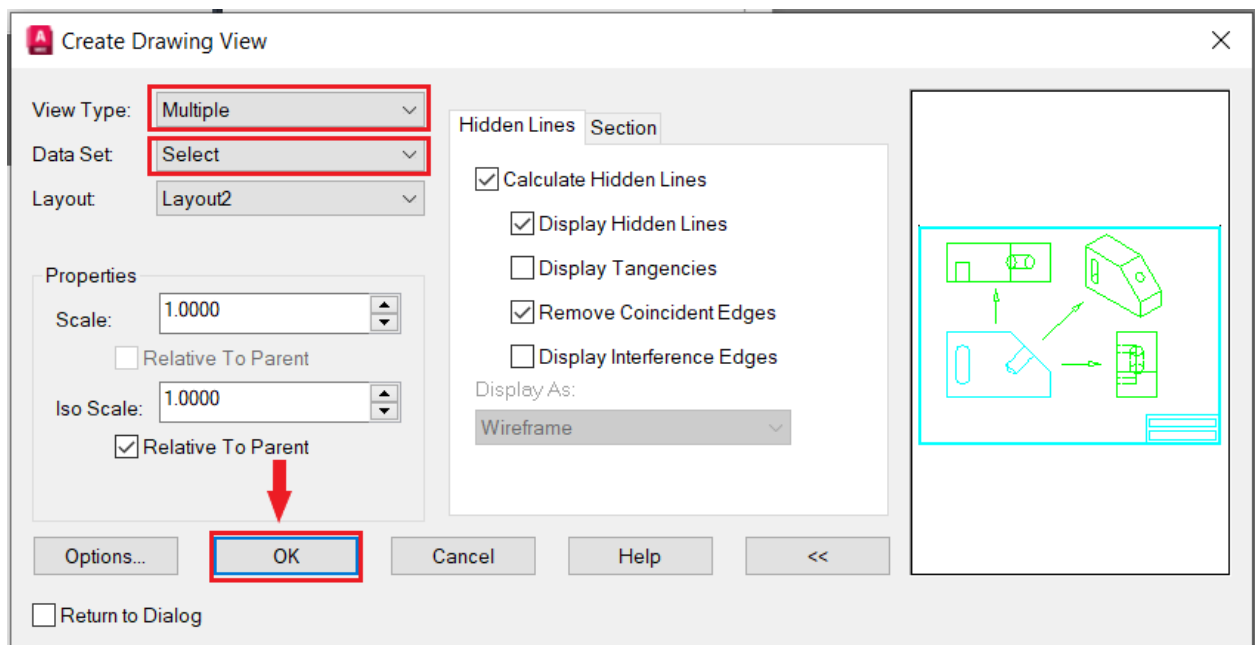 Create Drawing View
View Type: Multiple
Data Set: Select
Layout: Layout2
Properties
Scale: 1.0000
Relative To Parent
Iso Scale: 1.0000
Relative To Parent
Hidden Lines Section
Calculate Hidden Lines
Display Hidden Lines
Display Tangencies
Remove Coincident Edges
Display Interference Edges
Display As:
Wireframe
Options... OK Cancel Help <<
Return to Dialog